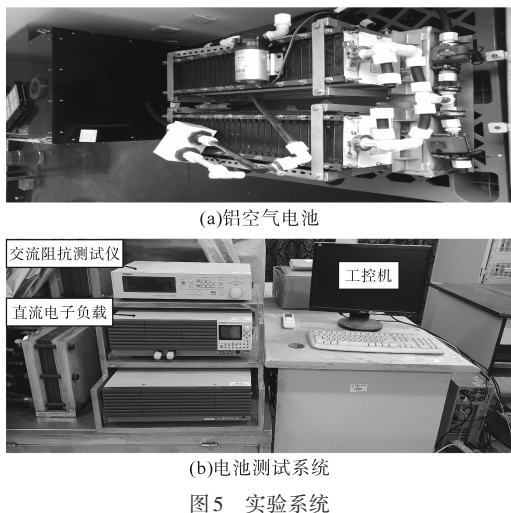 (a)铝空气电池
交流阻抗测试仪
直流电子负载
工控机
(b)电池测试系统
图5 实验系统